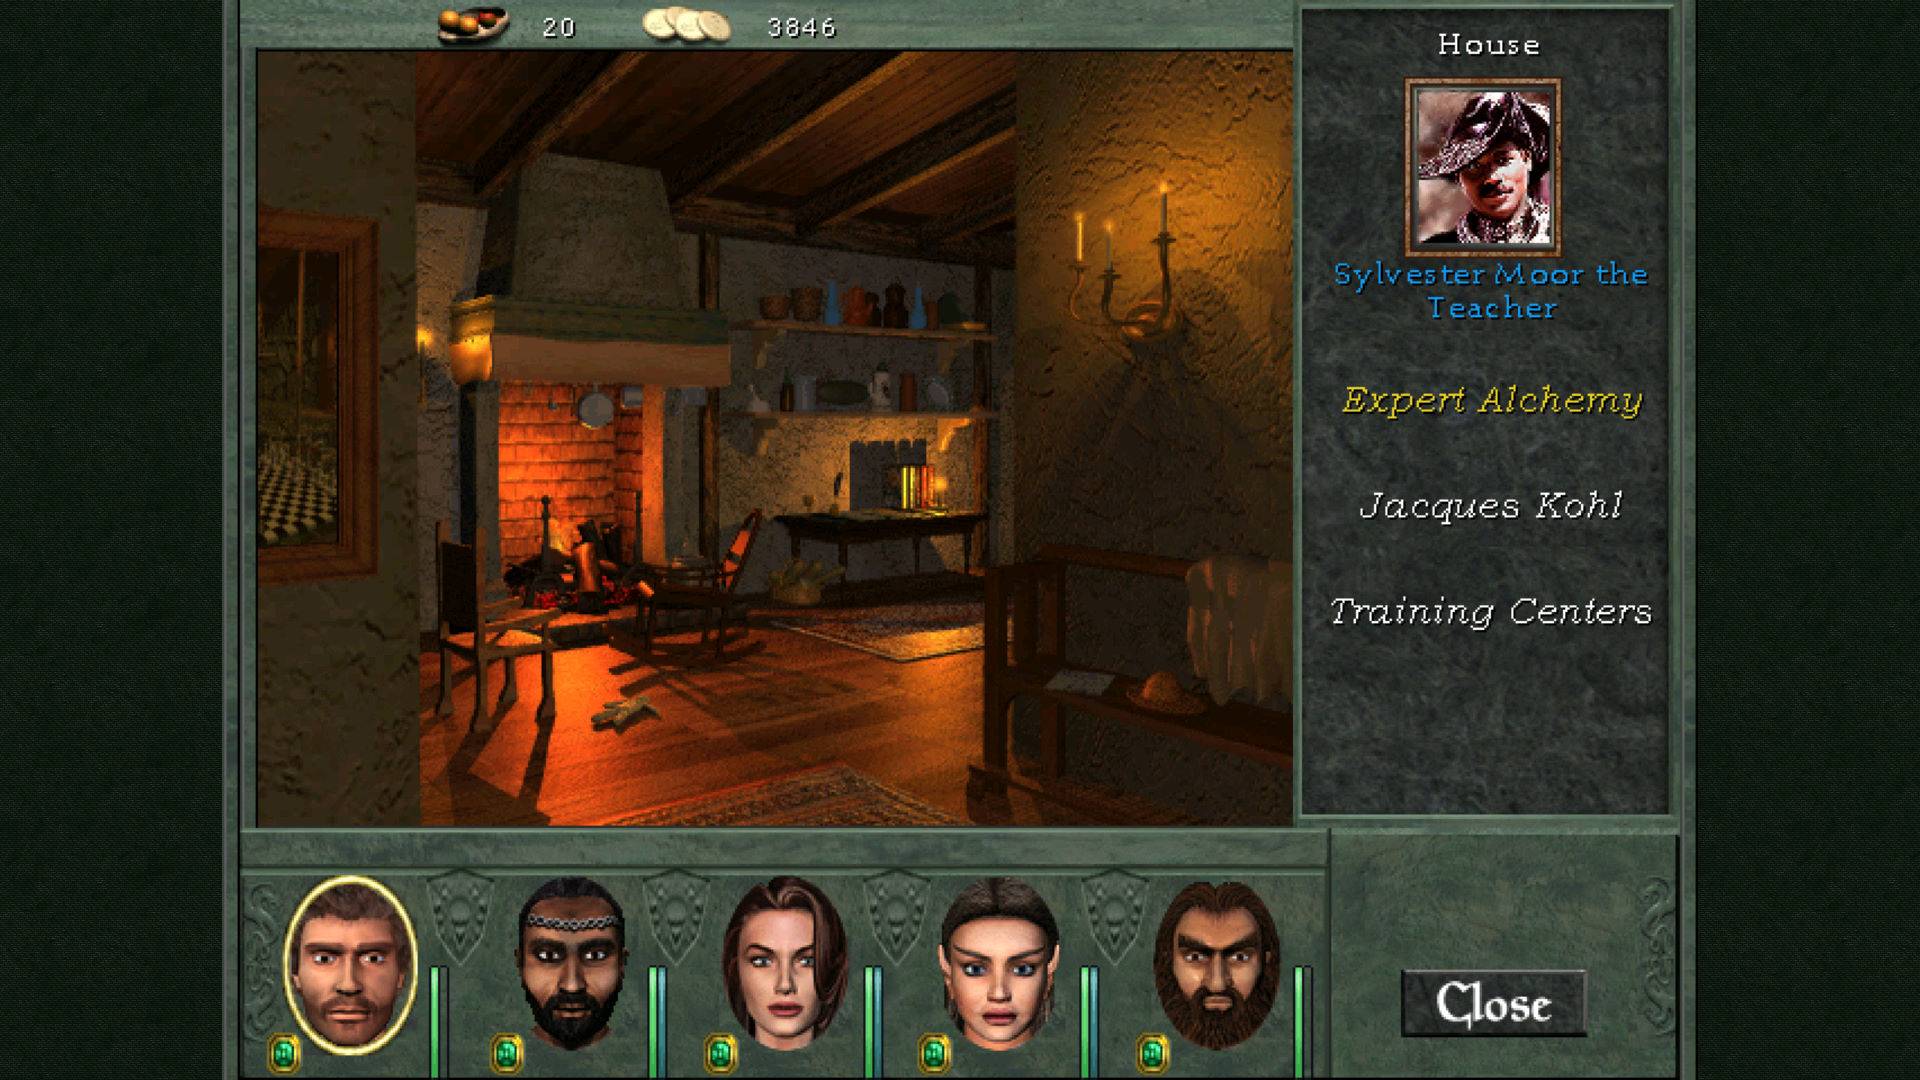 20 3846
House
Sylvester Moor the
Teacher
Expert Alchemy
Jacques Kohl
Training Centers
Close